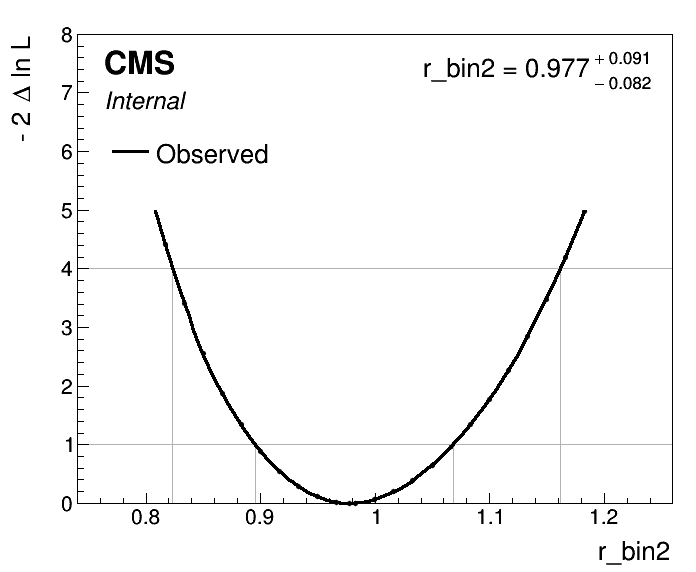 - 2 Δ ln L
8
7
6
5
4
3
2
1
0
CMS
Internal
r_bin2 = 0.977 + 0.091 − 0.082
Observed
0.8 0.9 1 1.1 1.2
r_bin2